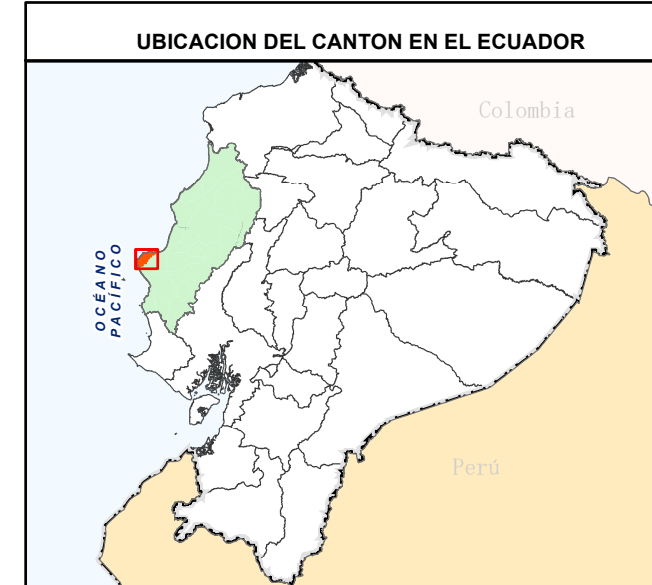 UBICACION DEL CANTON EN EL ECUADOR
Colombia
OCÉANO
PACÍFICO
Perú